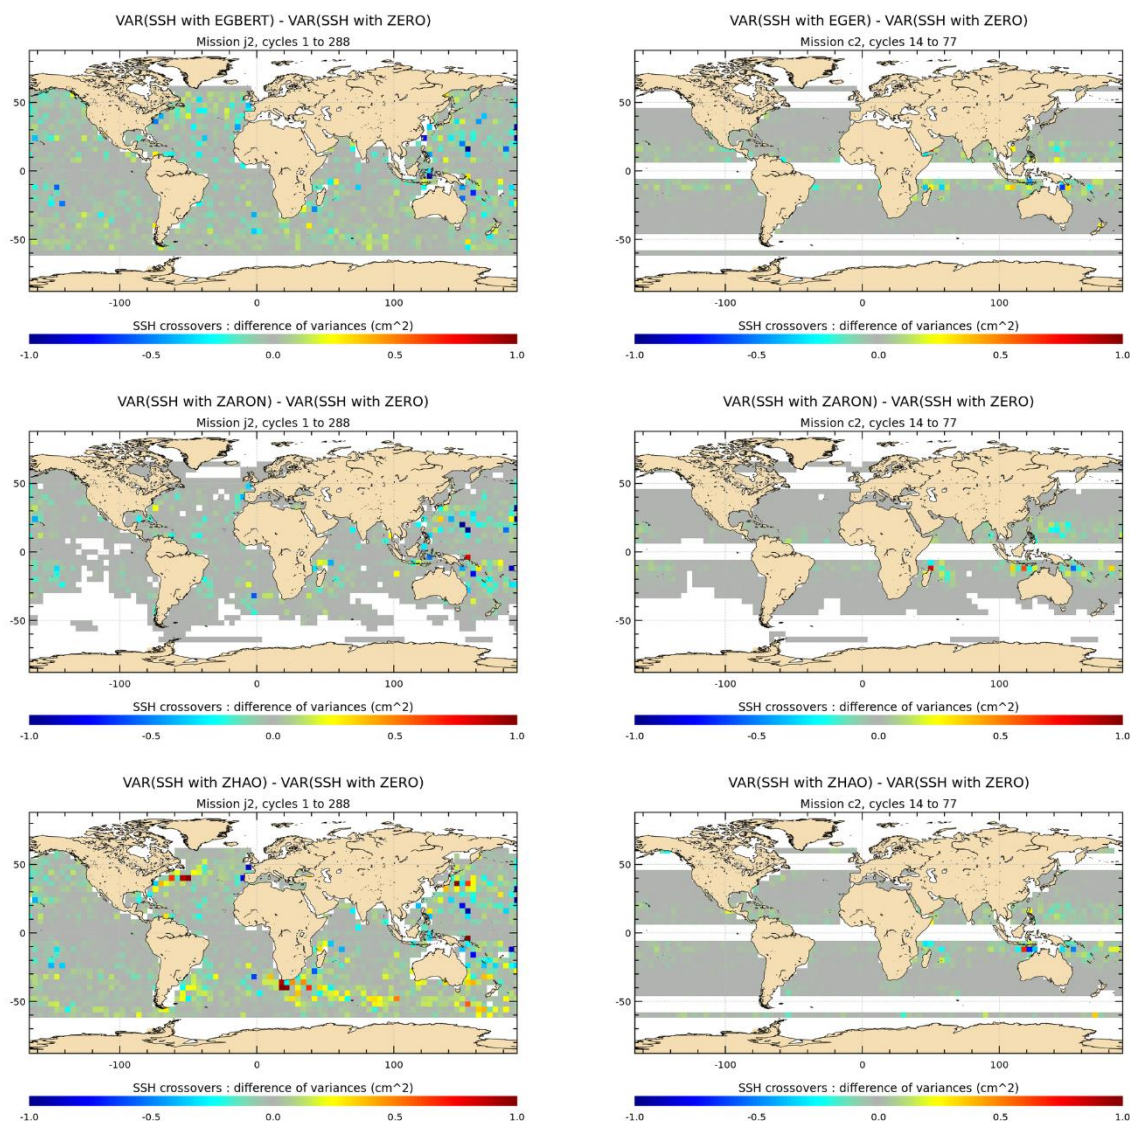 VAR(SSH with EGBERT) - VAR(SSH with ZERO)
Mission j2, cycles 1 to 288
50
0
-50
-100 0 100
SSH crossovers : difference of variances (cm^2)
-1.0 -0.5 0.0 0.5 1.0
VAR(SSH with EGER) - VAR(SSH with ZERO)
Mission c2, cycles 14 to 77
50
0
-50
-100 0 100
SSH crossovers : difference of variances (cm^2)
-1.0 -0.5 0.0 0.5 1.0
VAR(SSH with ZARON) - VAR(SSH with ZERO)
Mission j2, cycles 1 to 288
50
0
-50
-100 0 100
SSH crossovers : difference of variances (cm^2)
-1.0 -0.5 0.0 0.5 1.0
VAR(SSH with ZARON) - VAR(SSH with ZERO)
Mission c2, cycles 14 to 77
50
0
-50
-100 0 100
SSH crossovers : difference of variances (cm^2)
-1.0 -0.5 0.0 0.5 1.0
VAR(SSH with ZHAO) - VAR(SSH with ZERO)
Mission j2, cycles 1 to 288
50
0
-50
-100 0 100
SSH crossovers : difference of variances (cm^2)
-1.0 -0.5 0.0 0.5 1.0
VAR(SSH with ZHAO) - VAR(SSH with ZERO)
Mission c2, cycles 14 to 77
50
0
-50
-100 0 100
SSH crossovers : difference of variances (cm^2)
-1.0 -0.5 0.0 0.5 1.0